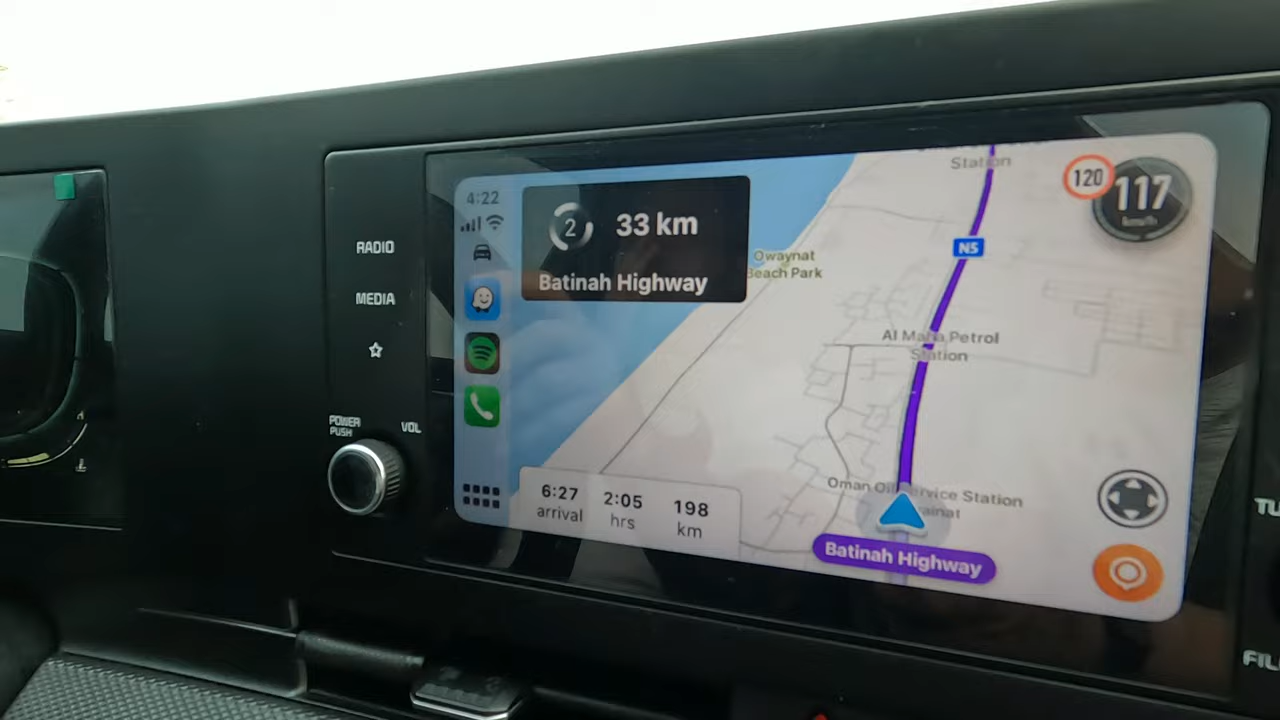 RADIO
MEDIA
POWER
PUSH
VOL
4:22
2
33 km
Batinah Highway
Owaynat
Beach Park
Station
N5
Al Maha Petrol
Station
120
117
km/h
Oman Oil Service Station
6:27
arrival
2:05
hrs
198
km
Batinah Highway